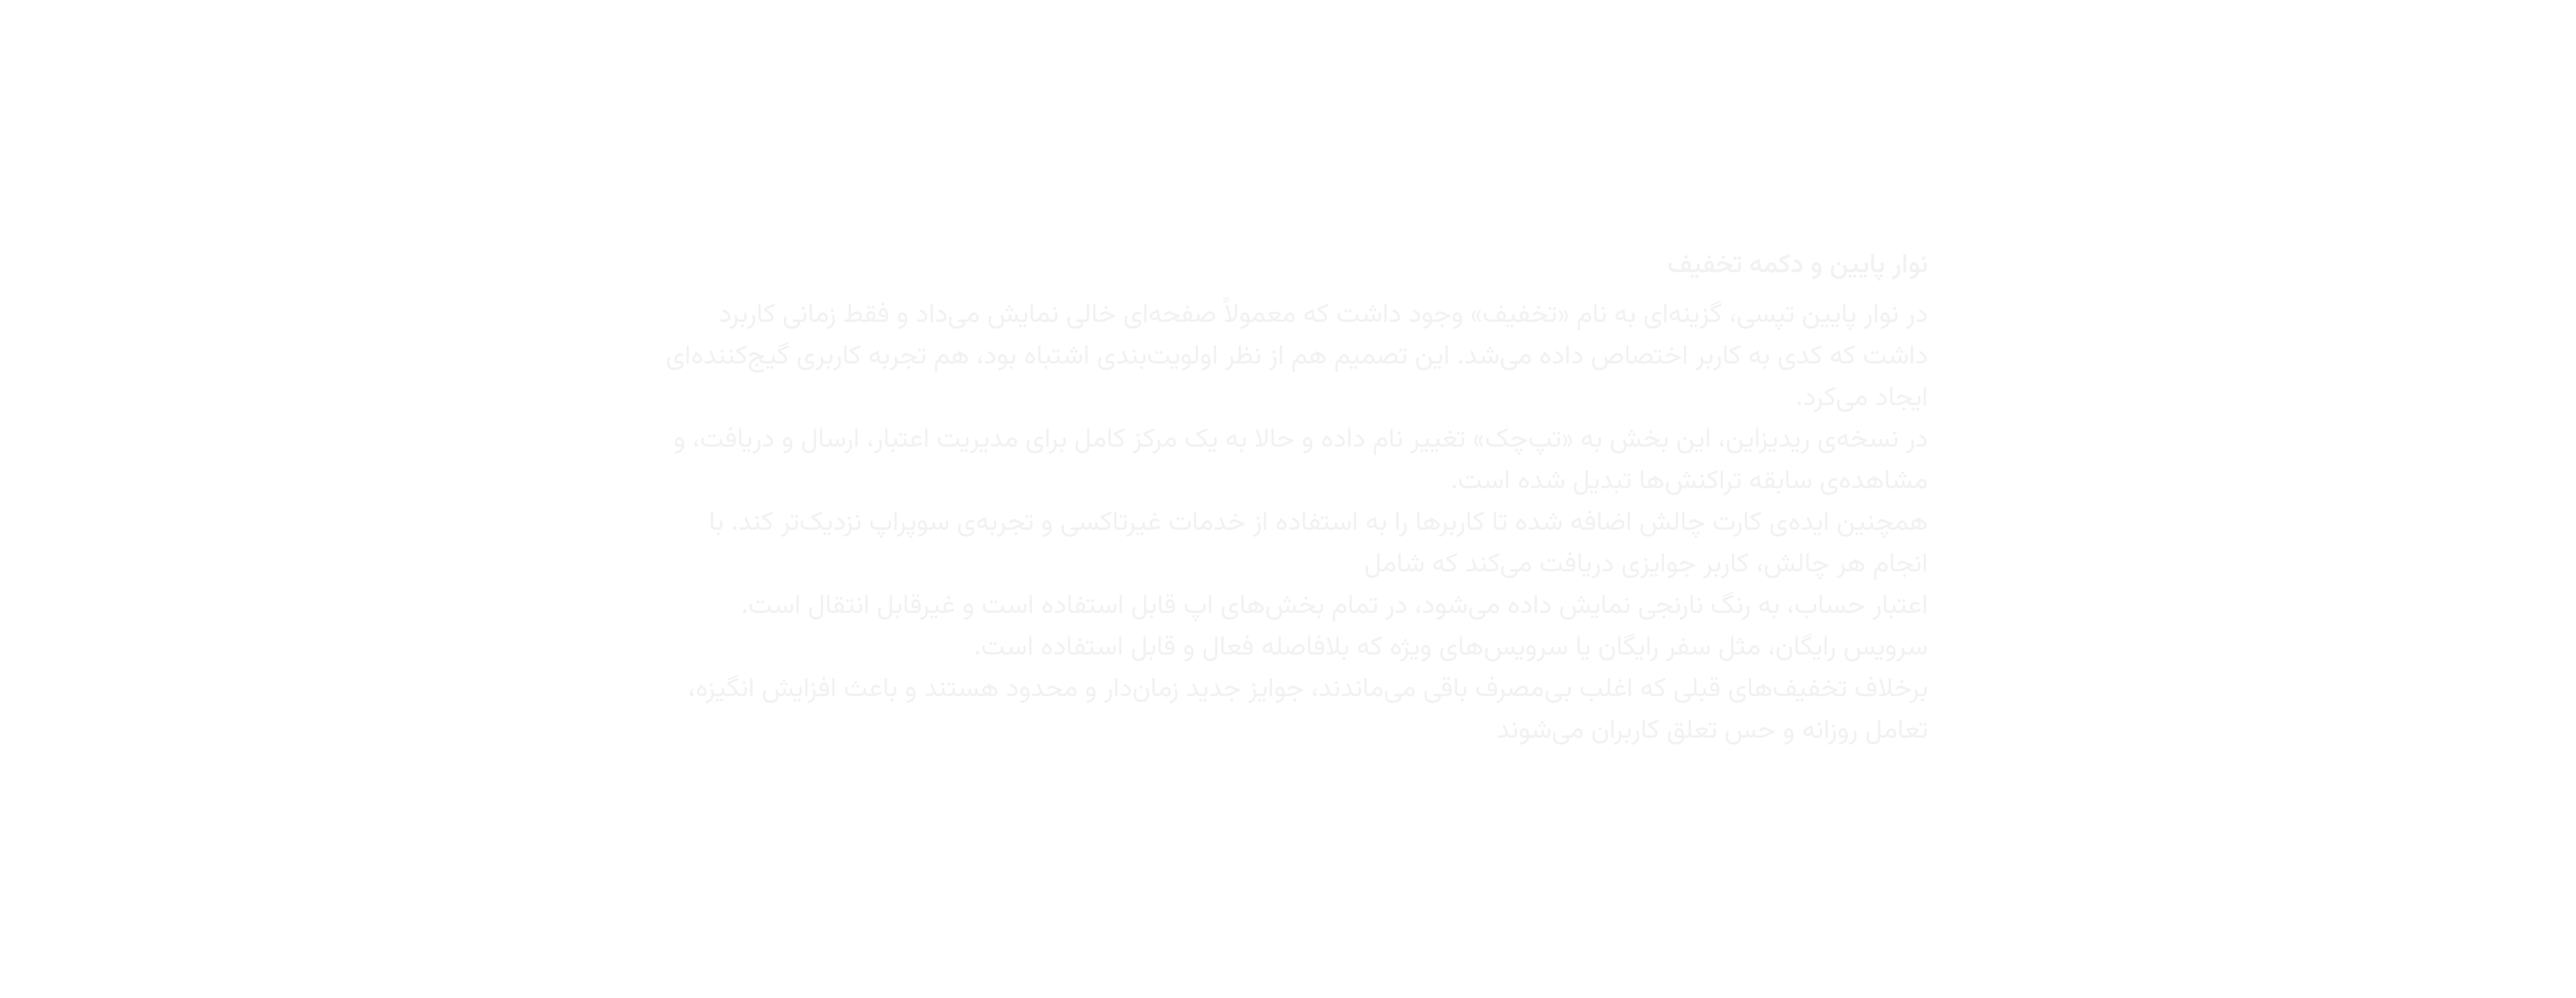 نوار پایین و دکمه تخفیف
در نوار پایین تپسی، گزینه‌ای به نام «تخفیف» وجود داشت که معمولاً صفحه‌ای خالی نمایش می‌داد و فقط زمانی کاربرد
داشت که کدی به کاربر اختصاص داده می‌شد. این تصمیم هم از نظر اولویت‌بندی اشتباه بود، هم تجربه کاربری گیج‌کننده‌ای
ایجاد می‌کرد.
در نسخه‌ی ریدیزاین، این بخش به «تپ‌چک» تغییر نام داده و حالا به یک مرکز کامل برای مدیریت اعتبار، ارسال و دریافت، و
مشاهده‌ی سابقه تراکنش‌ها تبدیل شده است.
همچنین ایده‌ی کارت چالش اضافه شده تا کاربرها را به استفاده از خدمات غیرتاکسی و تجربه‌ی سوپراپ نزدیک‌تر کند. با
انجام هر چالش، کاربر جوایزی دریافت می‌کند که شامل
اعتبار حساب، به رنگ نارنجی نمایش داده می‌شود، در تمام بخش‌های اپ قابل استفاده است و غیرقابل انتقال است.
سرویس رایگان، مثل سفر رایگان یا سرویس‌های ویژه که بلافاصله فعال و قابل استفاده است.
برخلاف تخفیف‌های قبلی که اغلب بی‌مصرف باقی می‌ماندند، جوایز جدید زمان‌دار و محدود هستند و باعث افزایش انگیزه،
تعامل روزانه و حس تعلق کاربران می‌شوند